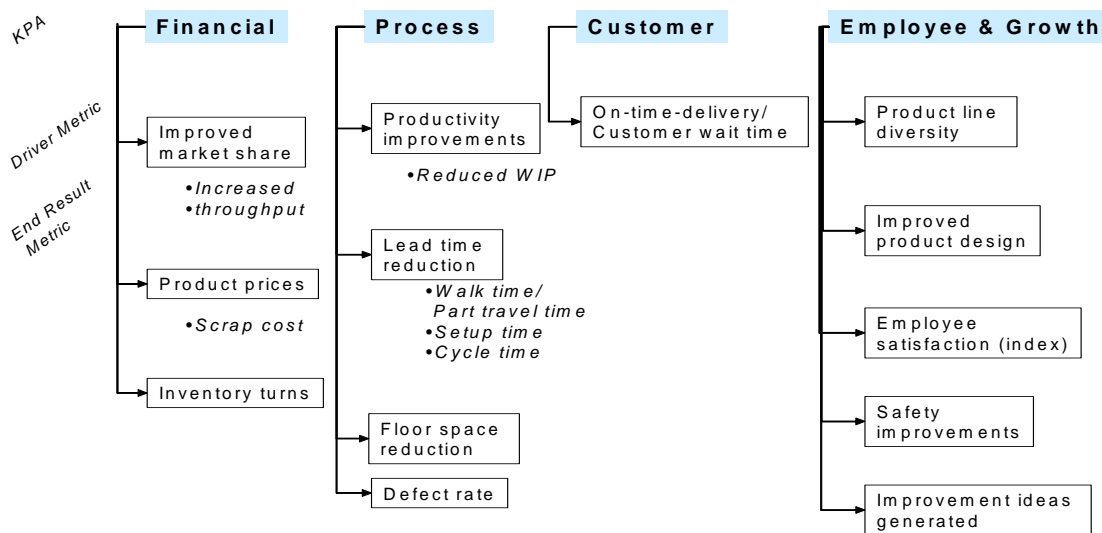 KPA
Driver Metric
End Result
Metric
Financial
Improved
market share
•Increased
•throughput
Product prices
•Scrap cost
Inventory turns
Process
Productivity
improvements
•Reduced WIP
Lead time
reduction
•Walk time/
Part travel time
•Setup time
•Cycle time
Floor space
reduction
Defect rate
Customer
On-time-delivery/
Customer wait time
Employee & Growth
Product line
diversity
Improved
product design
Employee
satisfaction (index)
Safety
improvements
Improvement ideas
generated